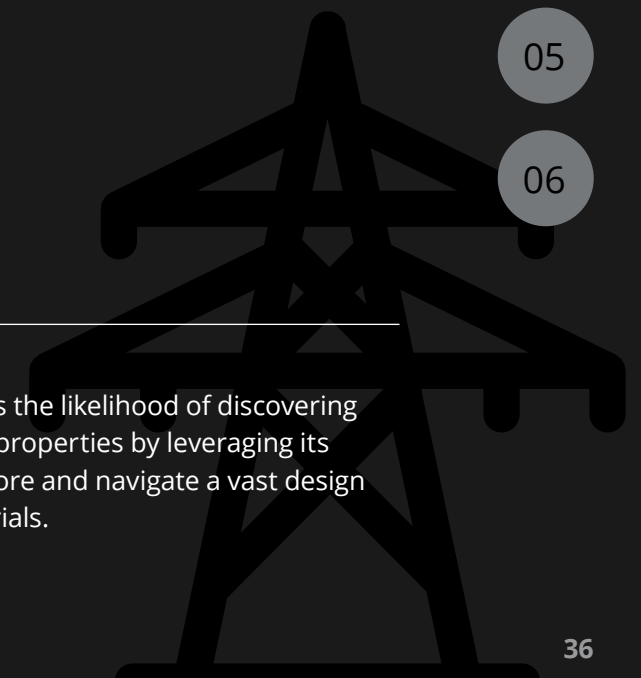 05
06
s the likelihood of discovering
properties by leveraging its
ore and navigate a vast design
ials.
36